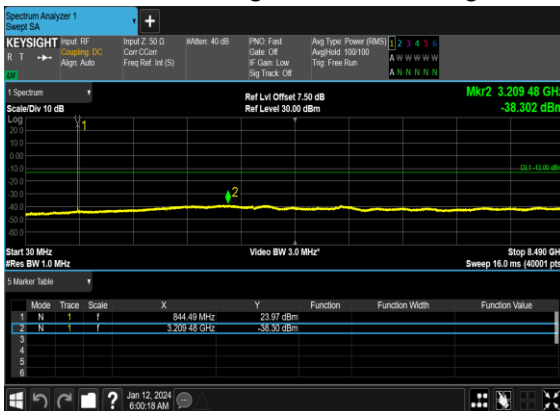 Spectrum Analyzer 1
Swept SA
KEYSIGHT Input: RF Input Z: 50 Ω #Atten: 40 dB PNO: Fast Avg Type: Power (RMS) 1 2 3 4 5 6
R T Coupling: DC Corr CCorr Gate: Off Avg|Hold: 100/100 A W W W W W
Align: Auto Freq Ref: Int (S) IF Gain: Low Trig: Free Run
LV Sig Track: Off A N N N N N
1 Spectrum Ref Lvl Offset 7.50 dB Mkr2 3.209 48 GHz
Scale/Div 10 dB Ref Level 30.00 dBm -38.302 dBm
Log
20.0 1
10.0
0.00
-10.0 DL1 -13.00 dBm
-20.0
-30.0 2
-40.0
-50.0
-60.0
Start 30 MHz Video BW 3.0 MHz* Stop 8.490 GHz
#Res BW 1.0 MHz Sweep 16.0 ms (40001 pts)
5 Marker Table
Mode Trace Scale X Y Function Function Width Function Value
1 N 1 f 844.49 MHz 23.97 dBm
2 N 1 f 3.209 48 GHz -38.30 dBm
3
4
5
6
? Jan 12, 2024
6:00:18 AM